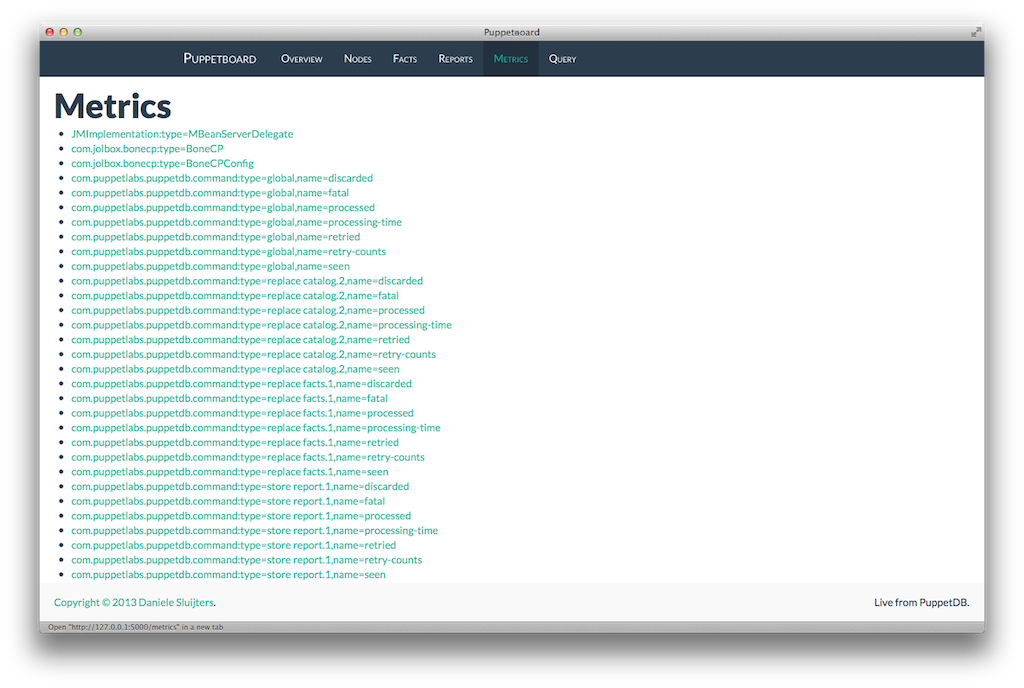 Puppetboard
Puppetboard Overview Nodes Facts Reports Metrics Query
Metrics
JMImplementation:type=MBeanServerDelegate
com.jolbox.bonecp:type=BoneCP
com.jolbox.bonecp:type=BoneCPConfig
com.puppetlabs.puppetdb.command:type=global,name=discarded
com.puppetlabs.puppetdb.command:type=global,name=fatal
com.puppetlabs.puppetdb.command:type=global,name=processed
com.puppetlabs.puppetdb.command:type=global,name=processing-time
com.puppetlabs.puppetdb.command:type=global,name=retried
com.puppetlabs.puppetdb.command:type=global,name=retry-counts
com.puppetlabs.puppetdb.command:type=global,name=seen
com.puppetlabs.puppetdb.command:type=replace catalog.2,name=discarded
com.puppetlabs.puppetdb.command:type=replace catalog.2,name=fatal
com.puppetlabs.puppetdb.command:type=replace catalog.2,name=processed
com.puppetlabs.puppetdb.command:type=replace catalog.2,name=processing-time
com.puppetlabs.puppetdb.command:type=replace catalog.2,name=retried
com.puppetlabs.puppetdb.command:type=replace catalog.2,name=retry-counts
com.puppetlabs.puppetdb.command:type=replace catalog.2,name=seen
com.puppetlabs.puppetdb.command:type=replace facts.1,name=discarded
com.puppetlabs.puppetdb.command:type=replace facts.1,name=fatal
com.puppetlabs.puppetdb.command:type=replace facts.1,name=processed
com.puppetlabs.puppetdb.command:type=replace facts.1,name=processing-time
com.puppetlabs.puppetdb.command:type=replace facts.1,name=retried
com.puppetlabs.puppetdb.command:type=replace facts.1,name=retry-counts
com.puppetlabs.puppetdb.command:type=replace facts.1,name=seen
com.puppetlabs.puppetdb.command:type=store report.1,name=discarded
com.puppetlabs.puppetdb.command:type=store report.1,name=fatal
com.puppetlabs.puppetdb.command:type=store report.1,name=processed
com.puppetlabs.puppetdb.command:type=store report.1,name=processing-time
com.puppetlabs.puppetdb.command:type=store report.1,name=retried
com.puppetlabs.puppetdb.command:type=store report.1,name=retry-counts
com.puppetlabs.puppetdb.command:type=store report.1,name=seen
Copyright © 2013 Daniele Sluijters. Live from PuppetDB.
Open "http://127.0.0.1:5000/metrics" in a new tab